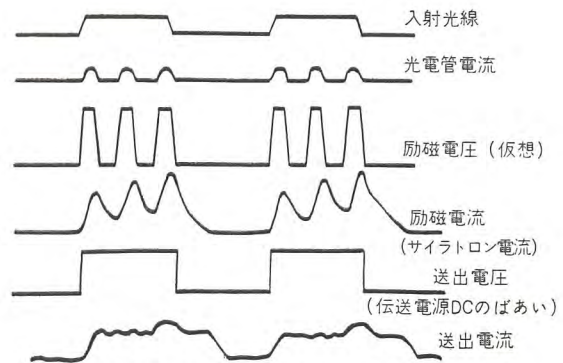 入射光線
光電管電流
励磁電圧(仮想)
励磁電流
(サイラトロン電流)
送出電圧
(伝送電源DCのばあい)
送出電流